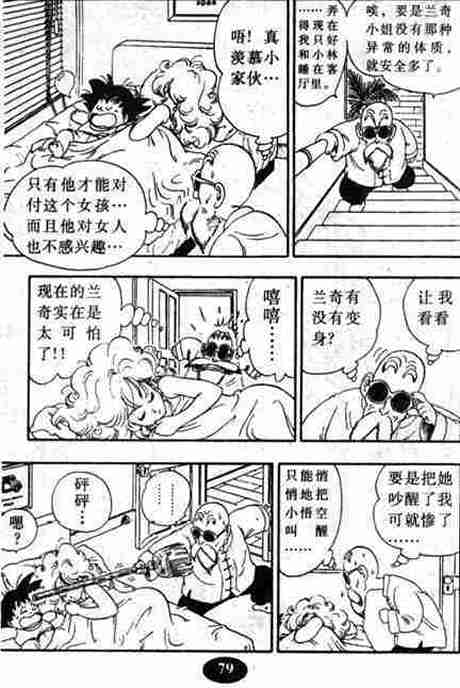 唉，要是兰奇
小姐没有那种
异常的体质，
就安全多了。
弄得现在
我只好
和小林
睡在客
厅里。
唔！真
羡慕小
家伙…
只有他才能对
付这个女孩…
而且他对女人
也不感兴趣…
让我
看看
兰奇有
没有变
身？
嘻
嘻……
现在的兰
奇实在是
太可怕
了!!
要是把她
吵醒了我
可就惨了
……
只能悄
悄地把
小悟空
叫醒
……
砰
砰…
嗯？
79